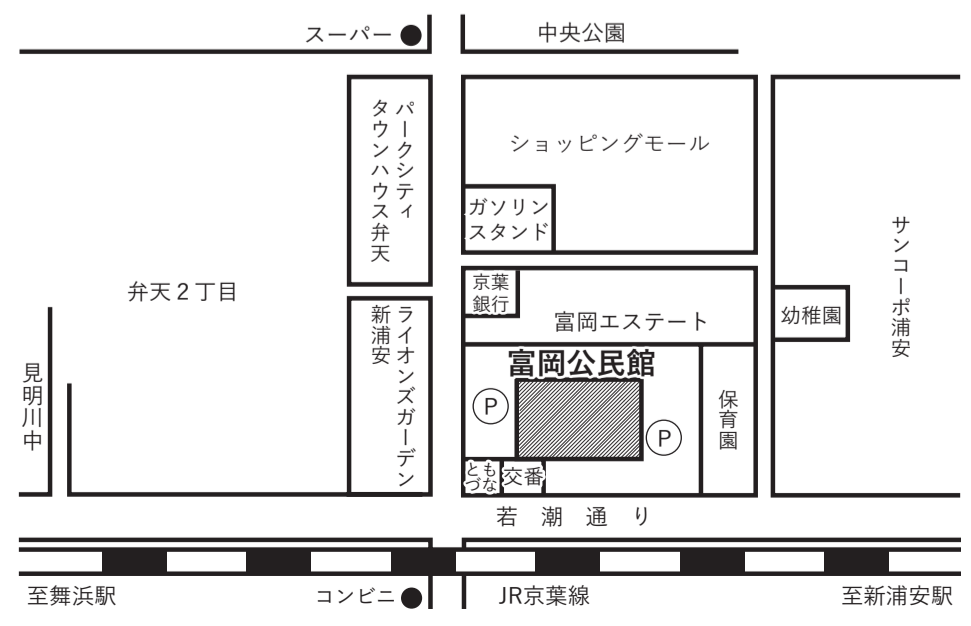 スーパー
中央公園
パークシティ
タウンハウス弁天
ショッピングモール
ガソリン
スタンド
サンコーポ浦安
京葉
銀行
富岡エステート
幼稚園
弁天2丁目
ライオンズガーデン
新浦安
富岡公民館
P
P
保育園
見明川中
とも
づな
交番
若潮通り
至舞浜駅
コンビニ
JR京葉線
至新浦安駅